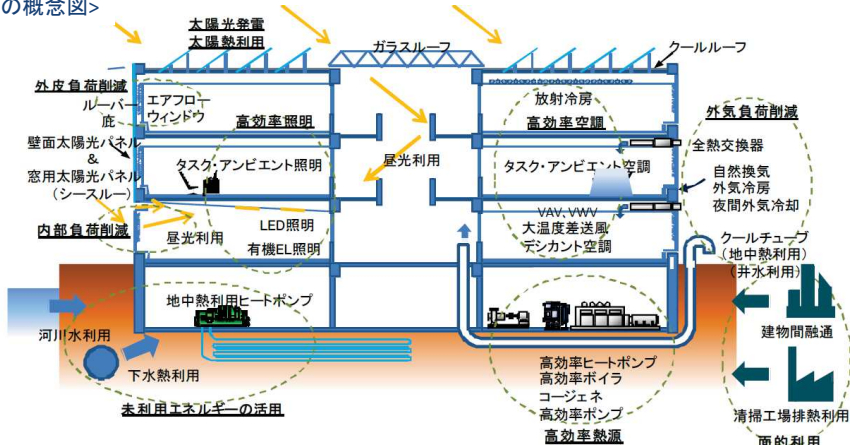 の概念図>
太陽光発電
太陽熱利用
ガラスルーフ
クールルーフ
外皮負荷削減
ルーバー
庇
エアフロー
ウィンドウ
高効率照明
放射冷房
高効率空調
外気負荷削減
壁面太陽光パネル
&
窓用太陽光パネル
(シースルー)
タスク・アンビエント照明
昼光利用
タスク・アンビエント空調
全熱交換器
自然換気
外気冷房
夜間外気冷却
内部負荷削減
昼光利用
LED照明
有機EL照明
VAV、VWV
大温度差送風
デシカント空調
クールチューブ
(地中熱利用)
(井水利用)
地中熱利用ヒートポンプ
河川水利用
下水熱利用
未利用エネルギーの活用
高効率ヒートポンプ
高効率ボイラ
コージェネ
高効率ポンプ
高効率熱源
建物間融通
清掃工場排熱利用
面的利用